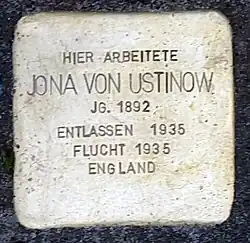 HIER ARBEITETE
JONA VON USTINOW
JG. 1892
ENTLASSEN 1935
FLUCHT 1935
ENGLAND